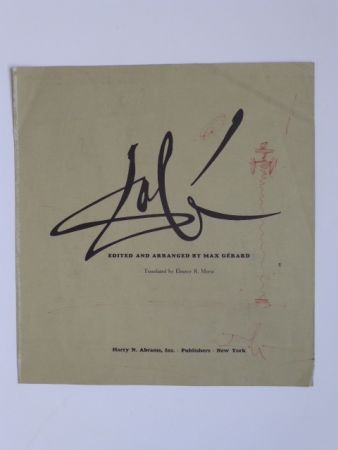 Dalí
EDITED AND ARRANGED BY MAX GÉRARD
Translated by Eleanor R. Morse
Harry N. Abrams, Inc. · Publishers · New York